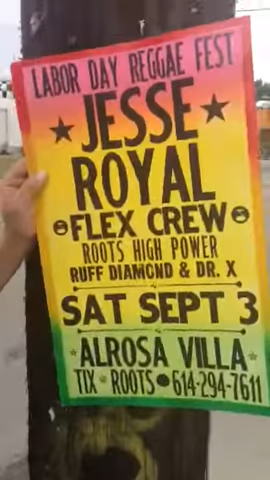 LABOR DAY REGGAE FEST
JESSE
ROYAL
FLEX CREW
ROOTS HIGH POWER
RUFF DIAMOND & DR. X
SAT SEPT 3
ALROSA VILLA
TIX ROOTS 614-294-7611